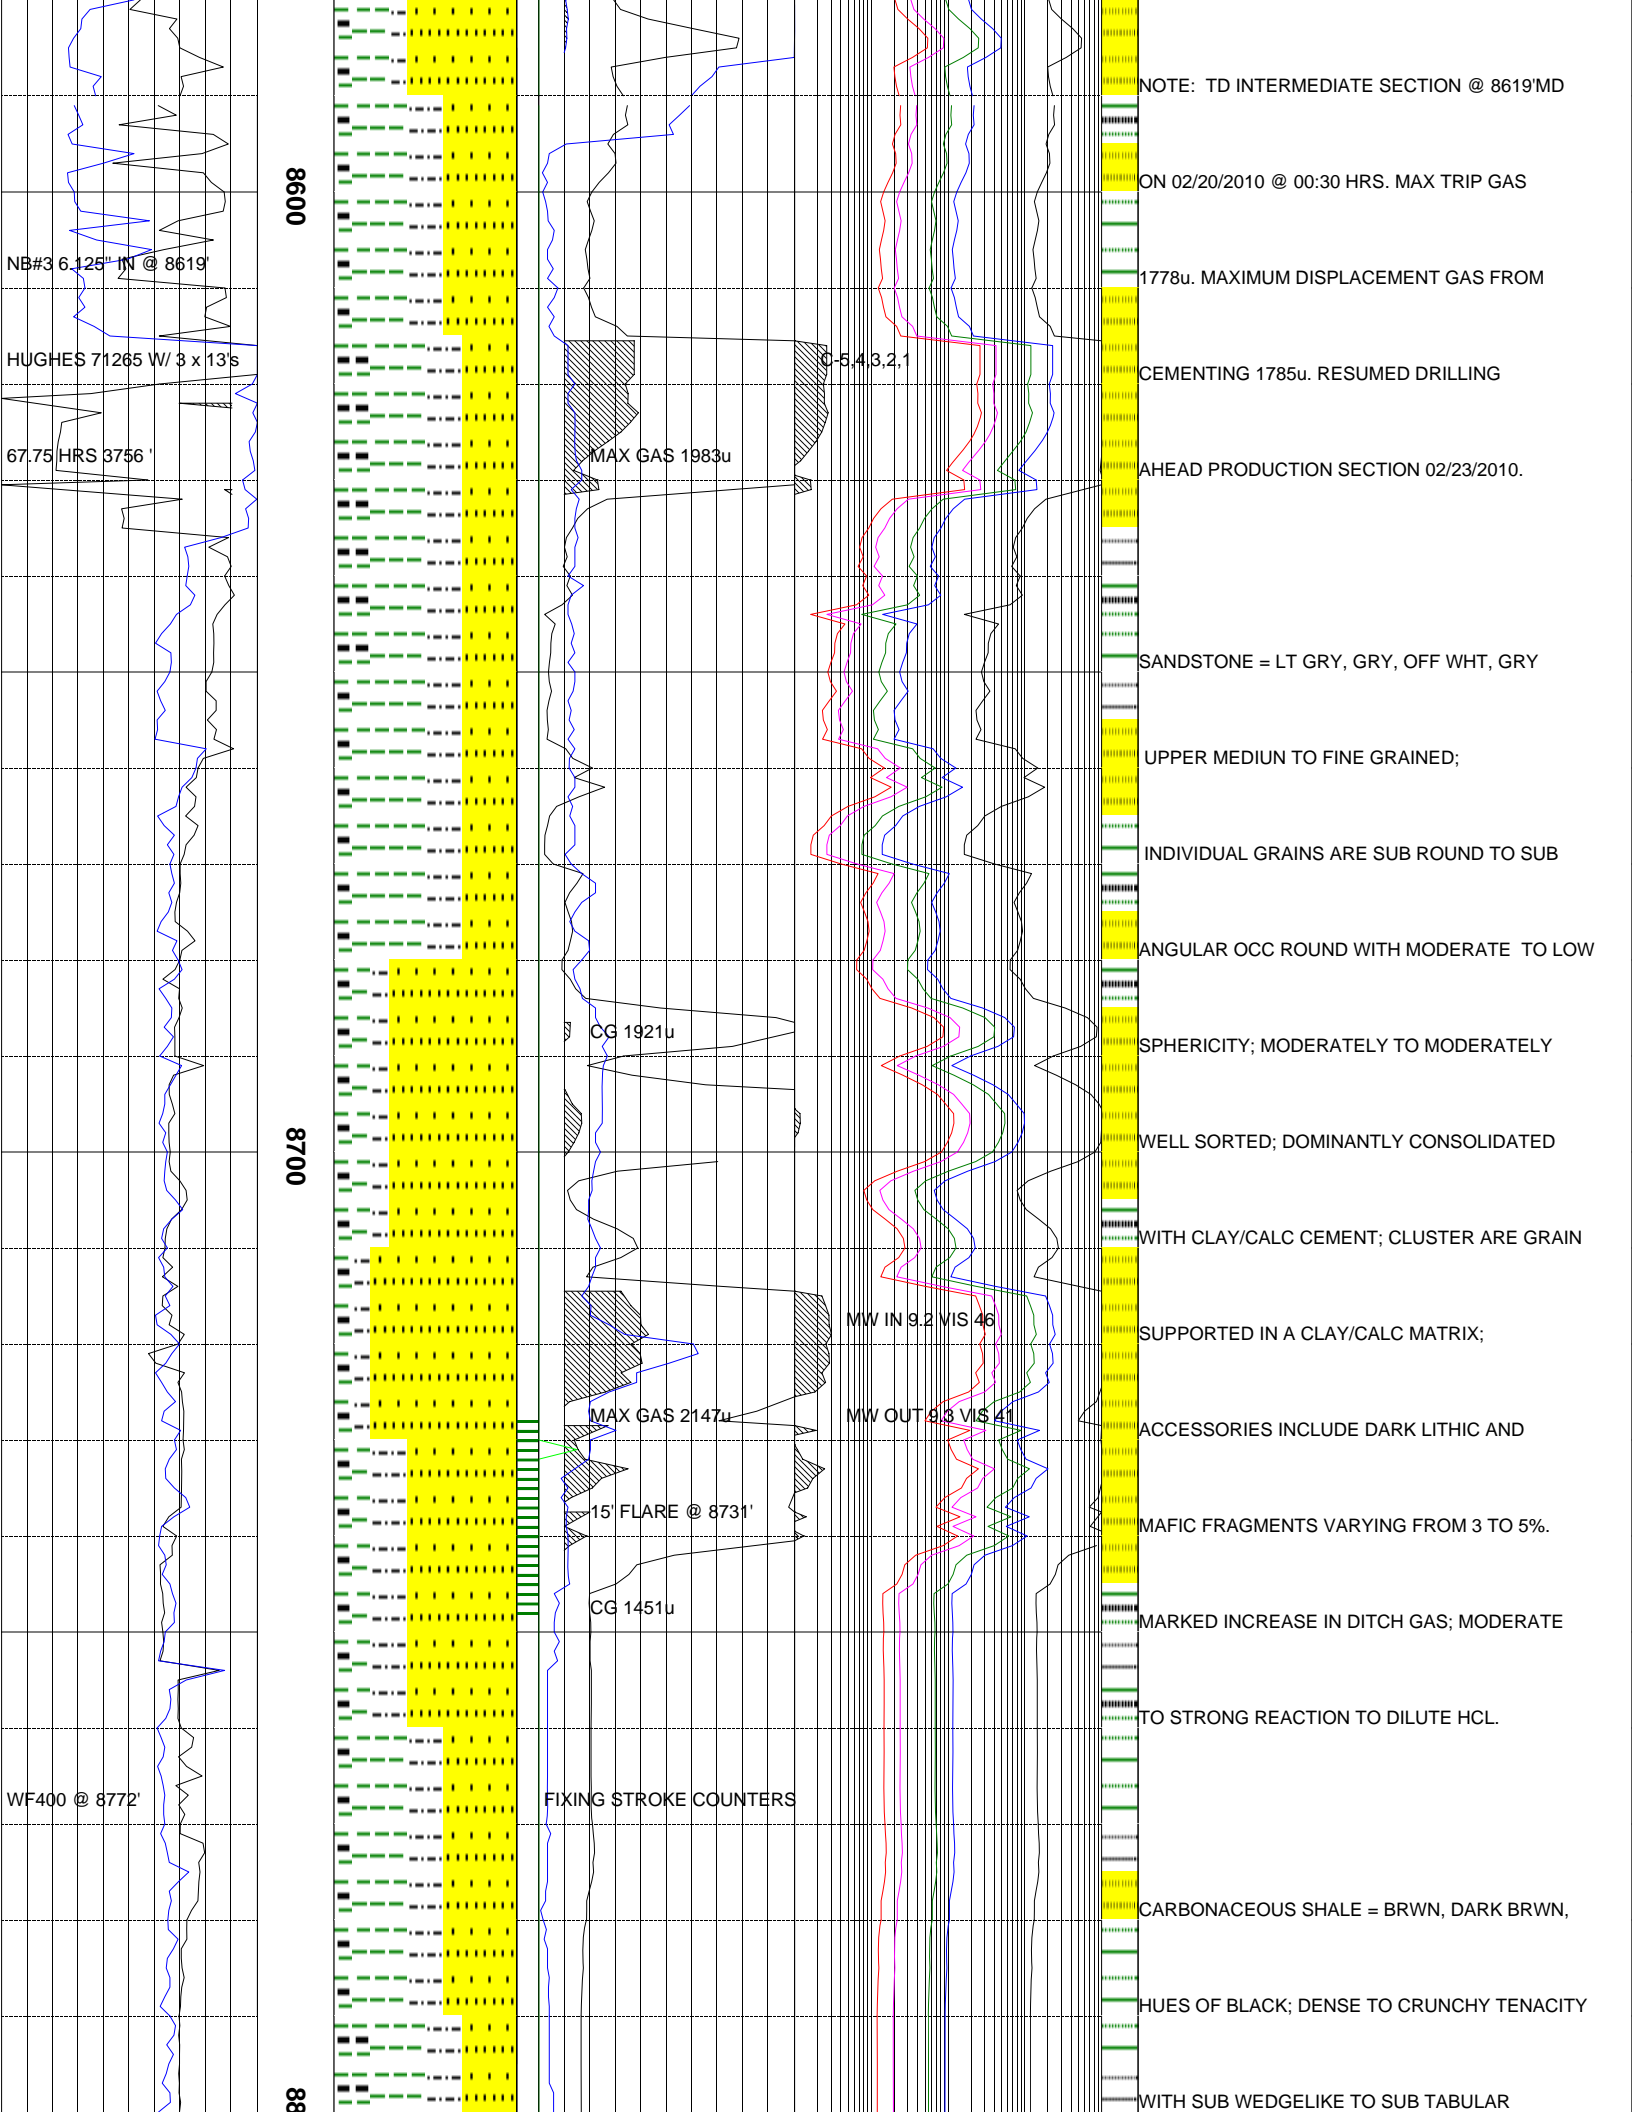 NOTE: TD INTERMEDIATE SECTION @ 8619'MD
8600
ON 02/20/2010 @ 00:30 HRS. MAX TRIP GAS
NB#3 6.125" IN @ 8619'
1778u. MAXIMUM DISPLACEMENT GAS FROM
HUGHES 71265 W/ 3 x 13's
C-5,4,3,2,1
CEMENTING 1785u. RESUMED DRILLING
67.75 HRS 3756 '
MAX GAS 1983u
AHEAD PRODUCTION SECTION 02/23/2010.
SANDSTONE = LT GRY, GRY, OFF WHT, GRY
UPPER MEDIUN TO FINE GRAINED;
INDIVIDUAL GRAINS ARE SUB ROUND TO SUB
ANGULAR OCC ROUND WITH MODERATE TO LOW
CG 1921u
SPHERICITY; MODERATELY TO MODERATELY
8700
WELL SORTED; DOMINANTLY CONSOLIDATED
WITH CLAY/CALC CEMENT; CLUSTER ARE GRAIN
MW IN 9.2 VIS 46
SUPPORTED IN A CLAY/CALC MATRIX;
MAX GAS 2147u
MW OUT 9.3 VIS 41
ACCESSORIES INCLUDE DARK LITHIC AND
15' FLARE @ 8731'
MAFIC FRAGMENTS VARYING FROM 3 TO 5%.
CG 1451u
MARKED INCREASE IN DITCH GAS; MODERATE
TO STRONG REACTION TO DILUTE HCL.
WF400 @ 8772'
FIXING STROKE COUNTERS
CARBONACEOUS SHALE = BRWN, DARK BRWN,
HUES OF BLACK; DENSE TO CRUNCHY TENACITY
88
WITH SUB WEDGELIKE TO SUB TABULAR